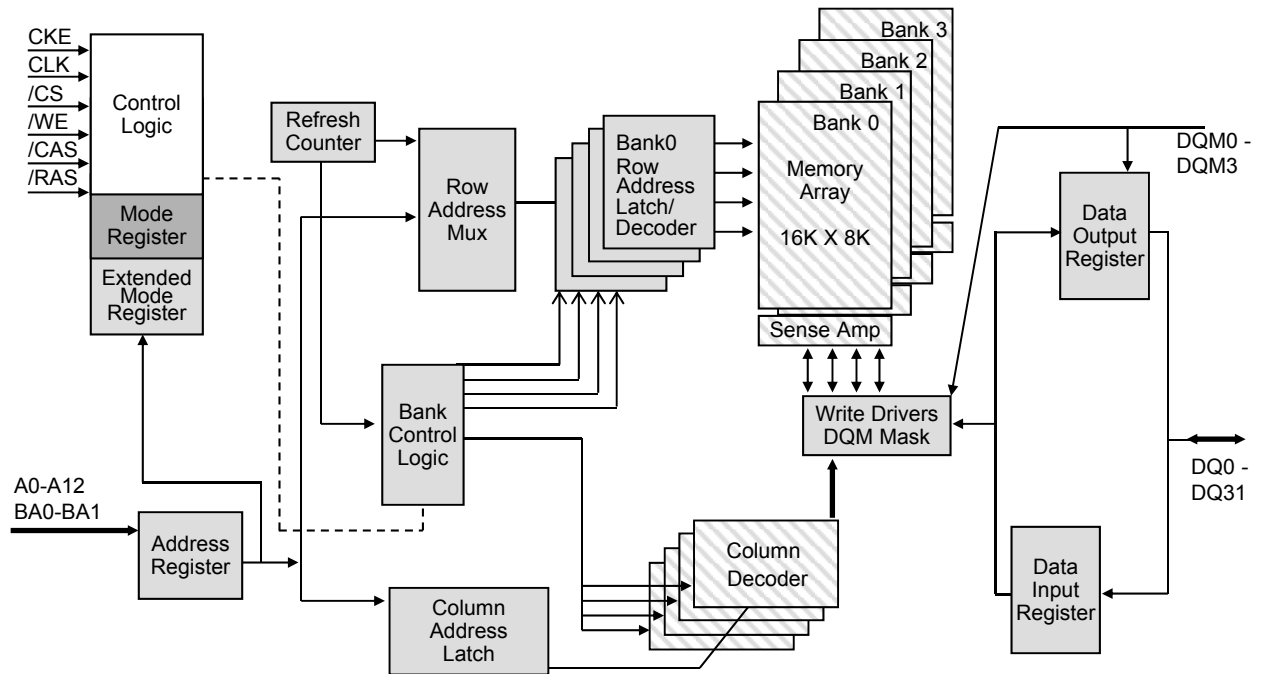 CKE
CLK
/CS
/WE
/CAS
/RAS
Control
Logic
Mode
Register
Extended
Mode
Register
A0-A12
BA0-BA1
Address
Register
Refresh
Counter
Row
Address
Mux
Bank
Control
Logic
Column
Address
Latch
Bank0
Row
Address
Latch/
Decoder
Bank 3
Bank 2
Bank 1
Bank 0
Memory
Array
16K X 8K
Sense Amp
Write Drivers
DQM Mask
Column
Decoder
DQM0 -
DQM3
Data
Output
Register
DQ0 -
DQ31
Data
Input
Register